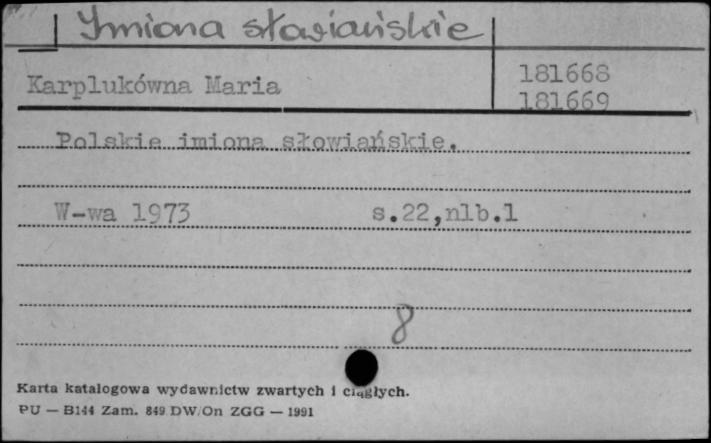 Imiona słowiańskie
Karplukówna Maria
181668
181669
Polskie imiona słowiańskie.
W-wa 1973 s.22,nlb.1
8
Karta katalogowa wydawnictw zwartych i ciągłych.
PU — B144 Zam. 849 DW/On ZGG — 1991